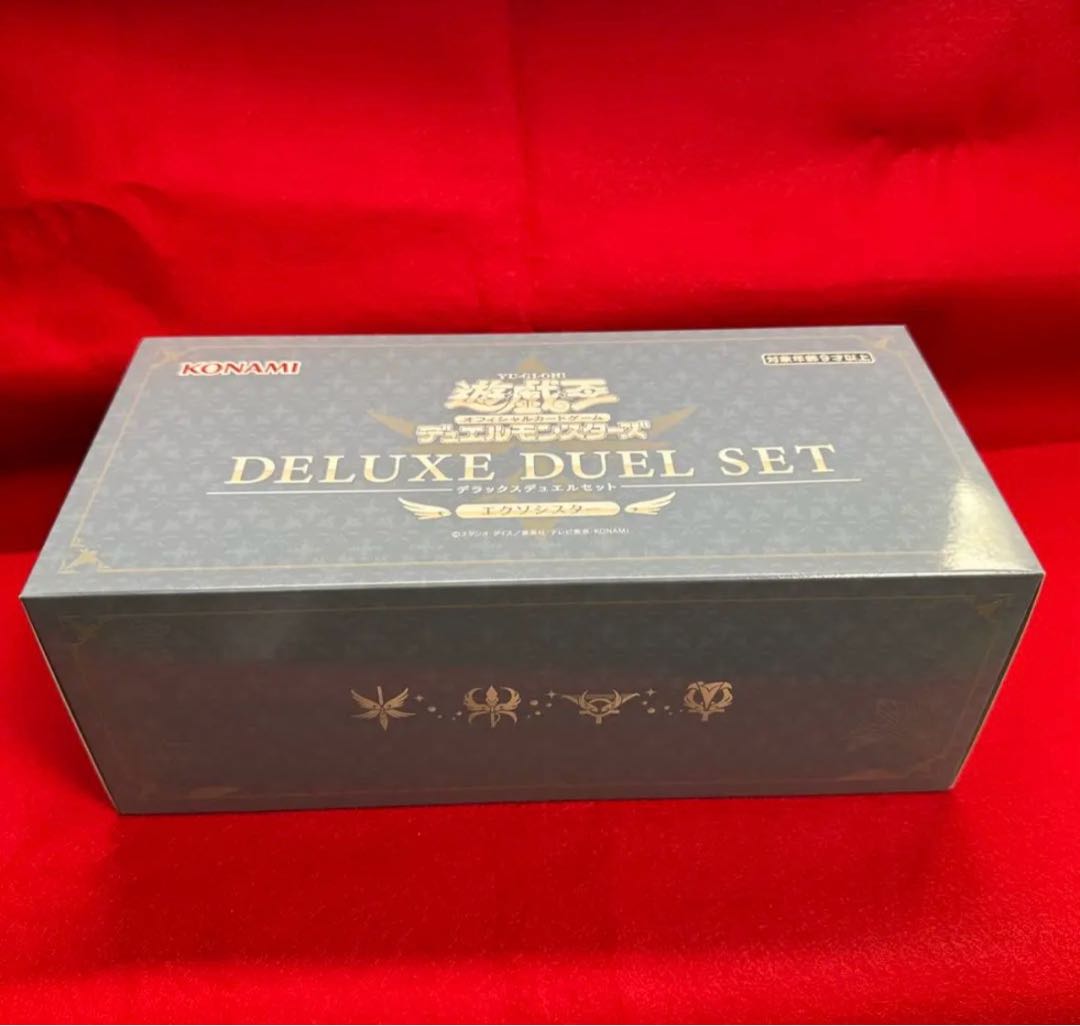 KONAMI
対象年齢9才以上
YU-GI-OH!
遊戯王
オフィシャルカードゲーム
デュエルモンスターズ
DELUXE DUEL SET
デラックスデュエルセット
エクソシスター
©スタジオ・ダイス/集英社・テレビ東京・KONAMI